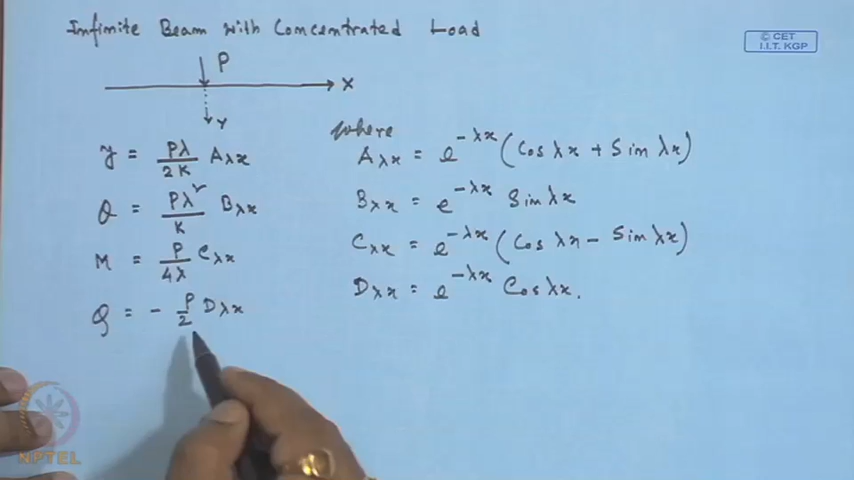 Infinite Beam with Concentrated Load
© CET
I.I.T. KGP
P
X
Y
y = Pλ/2K Aλx
θ = Pλ²/K Bλx
M = P/4λ Cλx
Q = - P/2 Dλx
where
Aλx = e^-λx (Cos λx + Sin λx)
Bλx = e^-λx Sin λx
Cλx = e^-λx (Cos λx - Sin λx)
Dλx = e^-λx Cos λx.
NPTEL